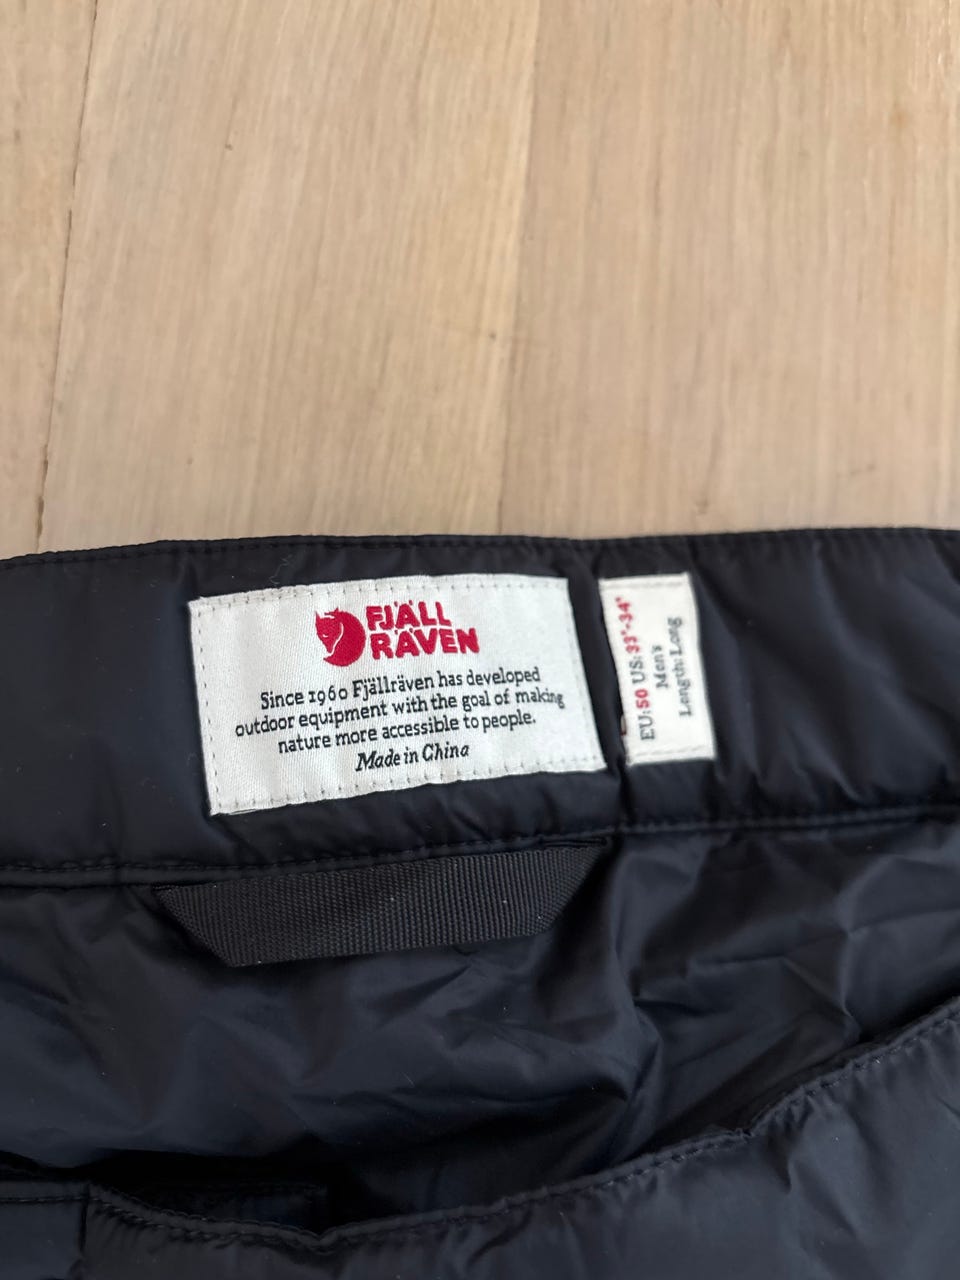 FJÄLL
RÄVEN
Since 1960 Fjällräven has developed
outdoor equipment with the goal of making
nature more accessible to people.
Made in China
EU:50 US:33"-34"
Men's
Length: Long